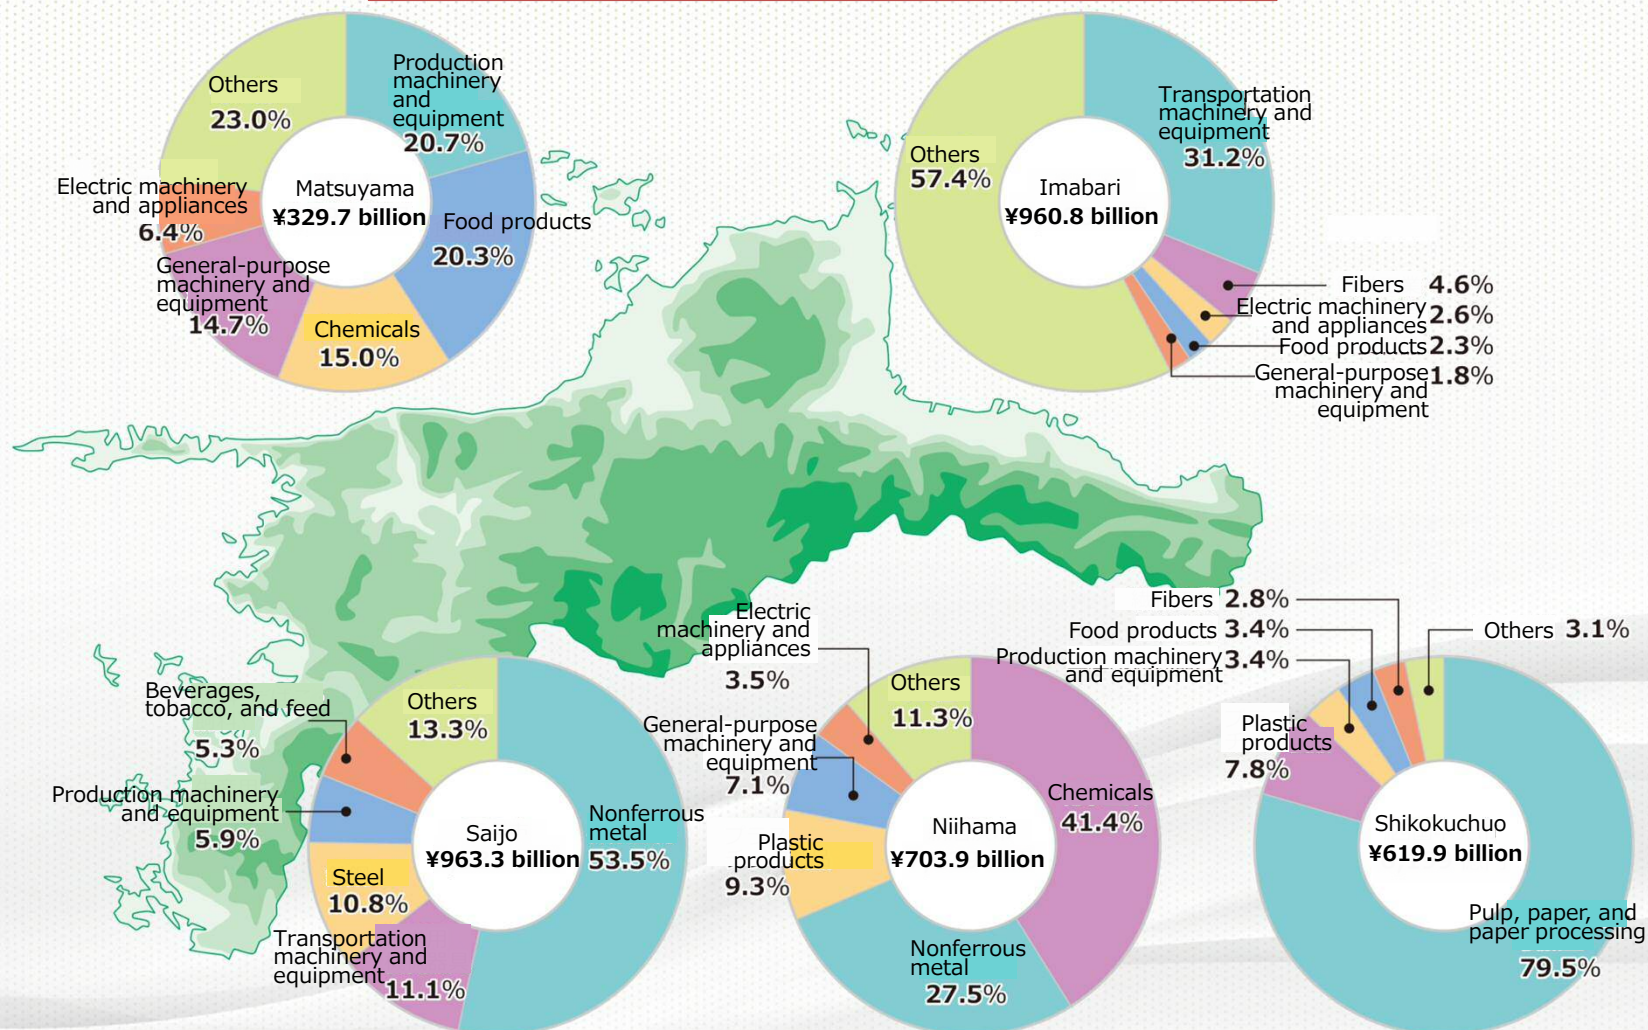 Matsuyama
¥329.7 billion
Production
machinery
and
equipment
20.7%
Food products
20.3%
Chemicals
15.0%
General-purpose
machinery and
equipment
14.7%
Electric machinery
and appliances
6.4%
Others
23.0%
Imabari
¥960.8 billion
Transportation
machinery and
equipment
31.2%
Fibers 4.6%
Electric machinery
and appliances 2.6%
Food products 2.3%
General-purpose 1.8%
machinery and
equipment
Others
57.4%
Saijo
¥963.3 billion
Nonferrous
metal
53.5%
Transportation
machinery and
equipment
11.1%
Steel
10.8%
Production machinery
and equipment
5.9%
Beverages,
tobacco, and feed
5.3%
Others
13.3%
Niihama
¥703.9 billion
Chemicals
41.4%
Nonferrous
metal
27.5%
Plastic
products
9.3%
General-purpose
machinery and
equipment
7.1%
Electric
machinery and
appliances
3.5%
Others
11.3%
Shikokuchuo
¥619.9 billion
Pulp, paper, and
paper processing
79.5%
Plastic
products
7.8%
Production machinery 3.4%
and equipment
Food products 3.4%
Fibers 2.8%
Others 3.1%